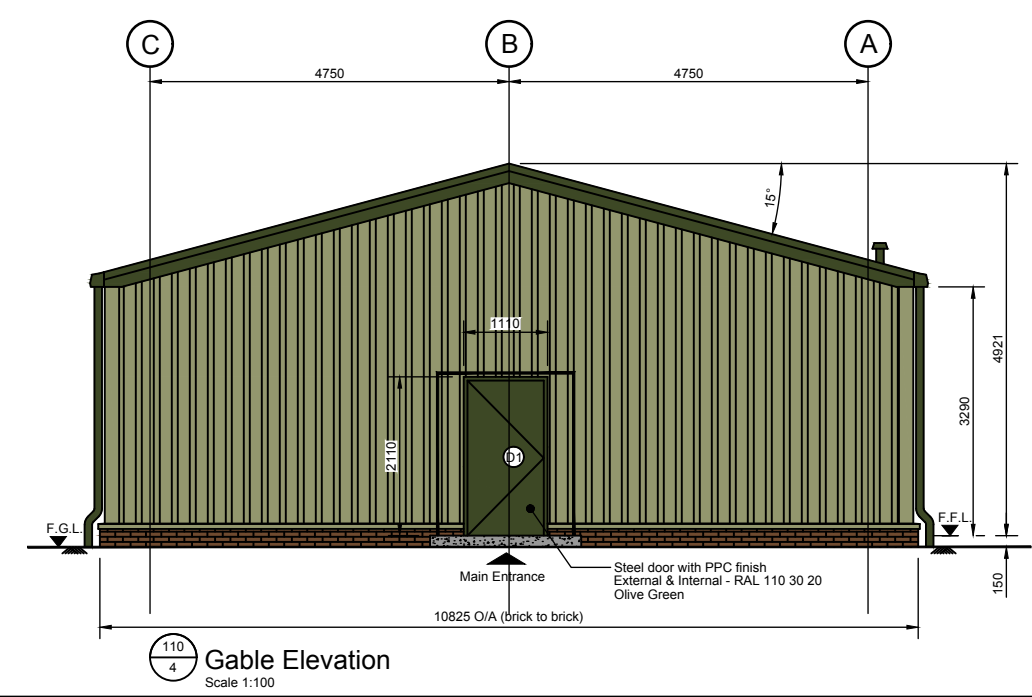 C
B
A
4750
4750
15°
1110
4921
3290
2110
D1
F.G.L.
F.F.L.
Main Entrance
Steel door with PPC finish
External & Internal - RAL 110 30 20
Olive Green
150
10825 O/A (brick to brick)
110
4
Gable Elevation
Scale 1:100